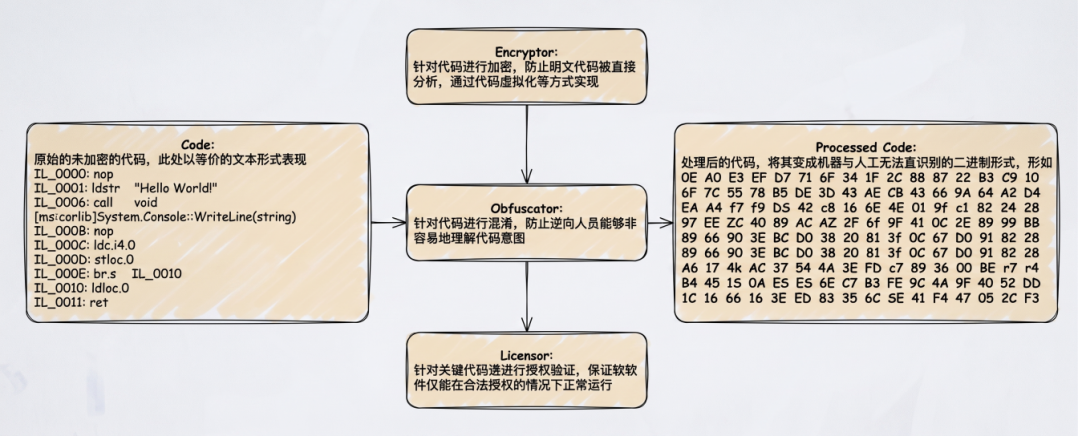 Encryptor:
针对代码进行加密，防止明文代码被直接
分析，通过代码虚拟化等方式实现
Code:
原始的未加密的代码，此处以等价的文本形式表现
IL_0000: nop
IL_0001: ldstr "Hello World!"
IL_0006: call void
[ms:corlib]System.Console::WriteLine(string)
IL_000B: nop
IL_000C: ldc.i4.0
IL_000D: stloc.0
IL_000E: br.s IL_0010
IL_0010: ldloc.0
IL_0011: ret
Obfuscator:
针对代码进行混淆，防止逆向人员能够非
容易地理解代码意图
Licensor:
针对关键代码进行授权验证，保证软软
件仅能在合法授权的情况下正常运行
Processed Code:
处理后的代码，将其变成机器与人工无法直识别的二进制形式，形如
0E A0 E3 EF D7 71 6F 34 1F 2C 88 87 22 B3 C9 10
6F 7C 55 78 B5 DE 3D 43 AE CB 43 66 9A 64 A2 D4
EA A4 f7 f9 DS 42 c8 16 6E 4E 01 9f c1 82 24 28
97 EE ZC 40 89 AC AZ 2F 6f 9F 41 0C 2E 89 99 BB
89 66 90 3E BC D0 38 20 81 3f 0C 67 D0 91 82 28
89 66 90 3E BC D0 38 20 81 3f 0C 67 D0 91 82 28
A6 17 4k AC 37 54 4A 3E FD c7 89 36 00 BE r7 r4
B4 45 1S 0A ES ES 6E C7 B3 FE 9C 4A 9F 40 52 DD
1C 16 66 16 3E ED 83 35 6C SE 41 F4 47 05 2C F3